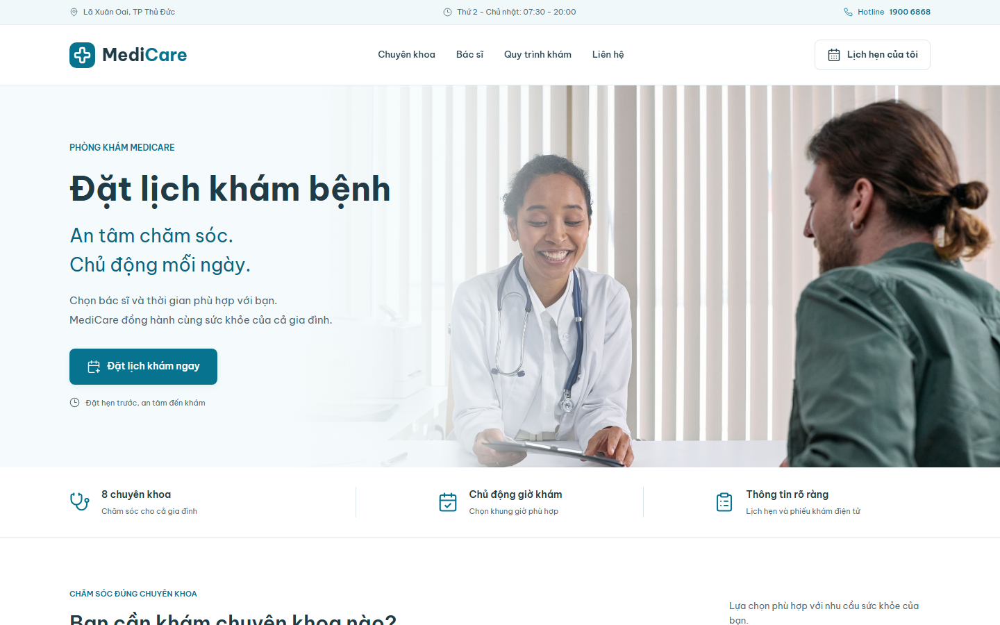 Lã Xuân Oai, TP Thủ Đức
Thứ 2 - Chủ nhật: 07:30 - 20:00
Hotline 1900 6868
MediCare
Chuyên khoa
Bác sĩ
Quy trình khám
Liên hệ
Lịch hẹn của tôi
PHÒNG KHÁM MEDICARE
Đặt lịch khám bệnh
An tâm chăm sóc.
Chủ động mỗi ngày.
Chọn bác sĩ và thời gian phù hợp với bạn.
MediCare đồng hành cùng sức khỏe của cả gia đình.
Đặt lịch khám ngay
Đặt hẹn trước, an tâm đến khám
8 chuyên khoa
Chăm sóc cho cả gia đình
Chủ động giờ khám
Chọn khung giờ phù hợp
Thông tin rõ ràng
Lịch hẹn và phiếu khám điện tử
CHĂM SÓC ĐÚNG CHUYÊN KHOA
Bạn cần khám chuyên khoa nào?
Lựa chọn phù hợp với nhu cầu sức khỏe của
bạn.